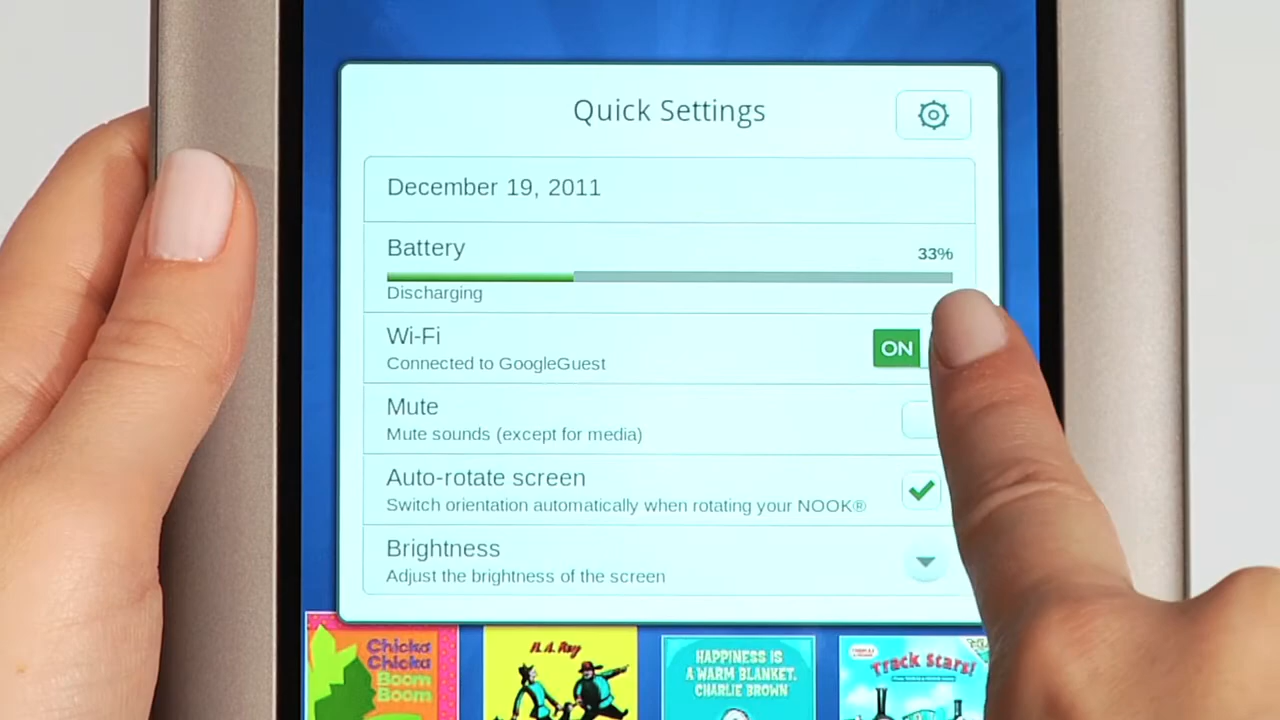 Quick Settings
December 19, 2011
Battery
33%
Discharging
Wi-Fi
ON
Connected to GoogleGuest
Mute
Mute sounds (except for media)
Auto-rotate screen
Switch orientation automatically when rotating your NOOK®
Brightness
Adjust the brightness of the screen
Chicka
Chicka
Boom
Boom
H. A. Rey
HAPPINESS IS
A WARM BLANKET,
CHARLIE BROWN
Track Stars!